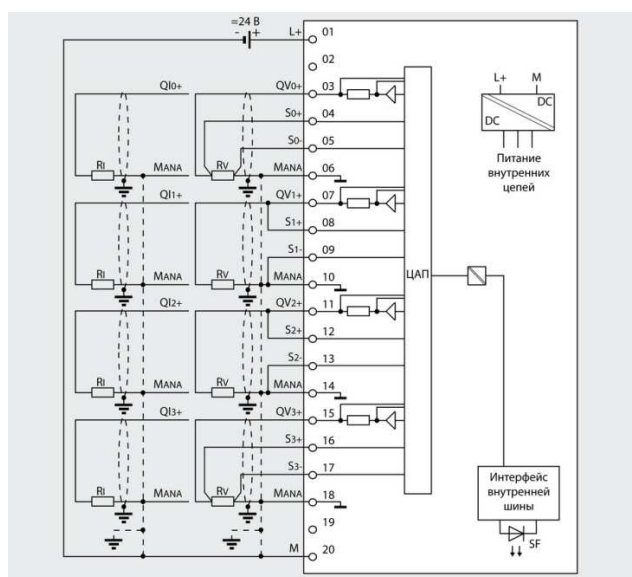 =24 В
- +
L+ 01
02
QI0+ QV0+ 03
S0+ 04
S0- 05
RI MANA RV MANA 06
QI1+ QV1+ 07
S1+ 08
S1- 09
RI MANA RV MANA 10
QI2+ QV2+ 11
S2+ 12
S2- 13
RI MANA RV MANA 14
QI3+ QV3+ 15
S3+ 16
S3- 17
RI MANA RV MANA 18
19
M 20
ЦАП
L+ M
DC
DC
Питание
внутренних
цепей
Интерфейс
внутренней
шины
SF